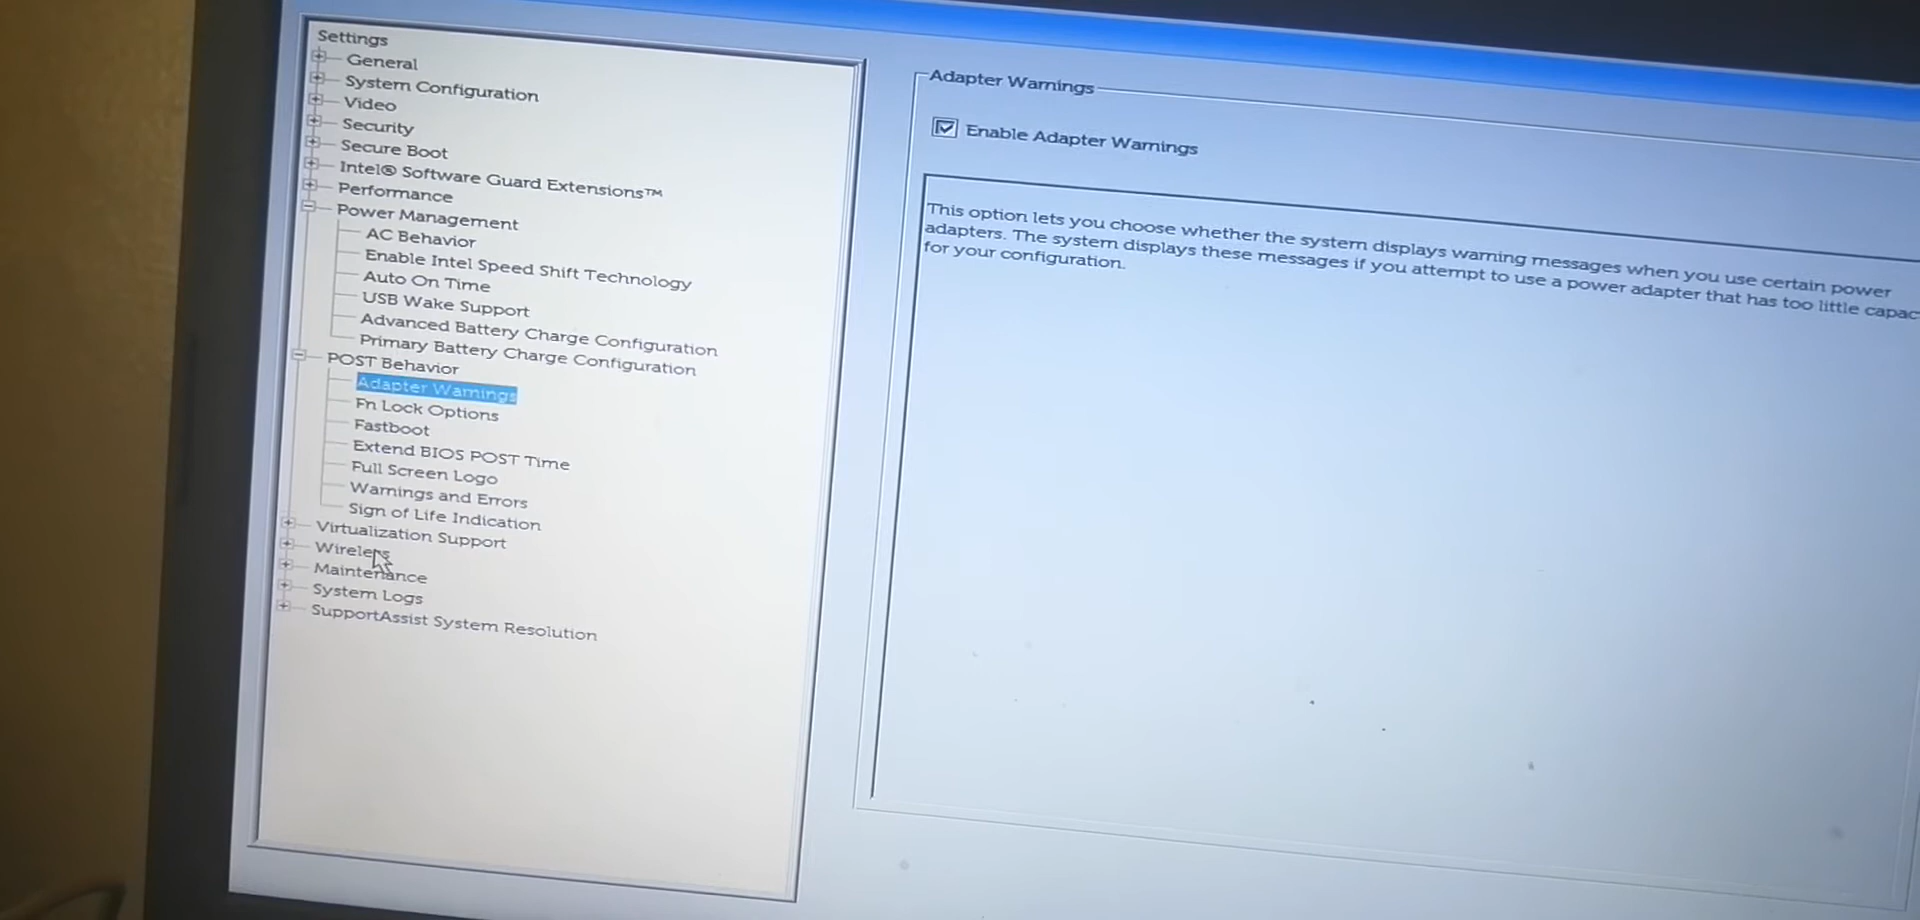 Settings
General
System Configuration
Video
Security
Secure Boot
Intel® Software Guard Extensions™
Performance
Power Management
AC Behavior
Enable Intel Speed Shift Technology
Auto On Time
USB Wake Support
Advanced Battery Charge Configuration
Primary Battery Charge Configuration
POST Behavior
Adapter Warnings
Fn Lock Options
Fastboot
Extend BIOS POST Time
Full Screen Logo
Warnings and Errors
Sign of Life Indication
Virtualization Support
Wireless
Maintenance
System Logs
SupportAssist System Resolution
Adapter Warnings
Enable Adapter Warnings
This option lets you choose whether the system displays warning messages when you use certain power
adapters. The system displays these messages if you attempt to use a power adapter that has too little capac
for your configuration.